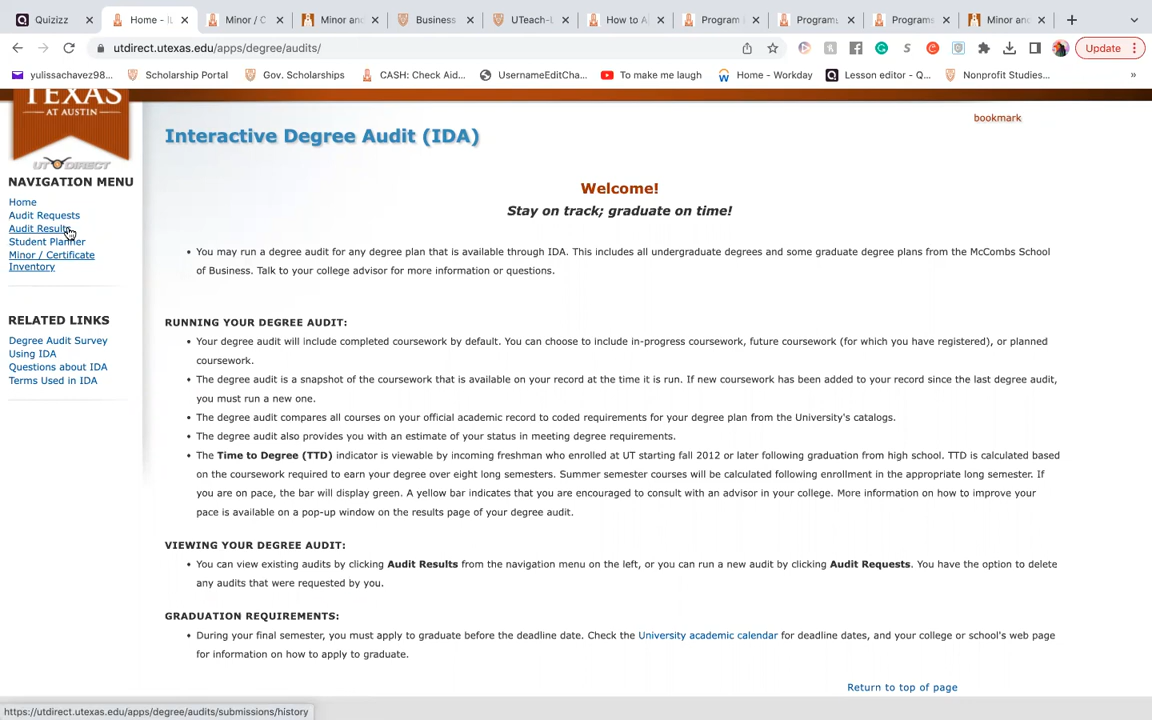 Quizizz
Home - IL
Minor / C
Minor and
Business
UTeach-L
How to A
Program
Programs
Programs
Minor and
utdirect.utexas.edu/apps/degree/audits/
Update
yulissachavez98...
Scholarship Portal
Gov. Scholarships
CASH: Check Aid...
UsernameEditCha...
To make me laugh
Home - Workday
Lesson editor - Q...
Nonprofit Studies...
TEXAS
AT AUSTIN
UT DIRECT
NAVIGATION MENU
Home
Audit Requests
Audit Results
Student Planner
Minor / Certificate
Inventory
RELATED LINKS
Degree Audit Survey
Using IDA
Questions about IDA
Terms Used in IDA
bookmark
Interactive Degree Audit (IDA)
Welcome!
Stay on track; graduate on time!
• You may run a degree audit for any degree plan that is available through IDA. This includes all undergraduate degrees and some graduate degree plans from the McCombs School
of Business. Talk to your college advisor for more information or questions.
RUNNING YOUR DEGREE AUDIT:
• Your degree audit will include completed coursework by default. You can choose to include in-progress coursework, future coursework (for which you have registered), or planned
coursework.
• The degree audit is a snapshot of the coursework that is available on your record at the time it is run. If new coursework has been added to your record since the last degree audit,
you must run a new one.
• The degree audit compares all courses on your official academic record to coded requirements for your degree plan from the University's catalogs.
• The degree audit also provides you with an estimate of your status in meeting degree requirements.
• The Time to Degree (TTD) indicator is viewable by incoming freshman who enrolled at UT starting fall 2012 or later following graduation from high school. TTD is calculated based
on the coursework required to earn your degree over eight long semesters. Summer semester courses will be calculated following enrollment in the appropriate long semester. If
you are on pace, the bar will display green. A yellow bar indicates that you are encouraged to consult with an advisor in your college. More information on how to improve your
pace is available on a pop-up window on the results page of your degree audit.
VIEWING YOUR DEGREE AUDIT:
• You can view existing audits by clicking Audit Results from the navigation menu on the left, or you can run a new audit by clicking Audit Requests. You have the option to delete
any audits that were requested by you.
GRADUATION REQUIREMENTS:
• During your final semester, you must apply to graduate before the deadline date. Check the University academic calendar for deadline dates, and your college or school's web page
for information on how to apply to graduate.
Return to top of page
https://utdirect.utexas.edu/apps/degree/audits/submissions/history